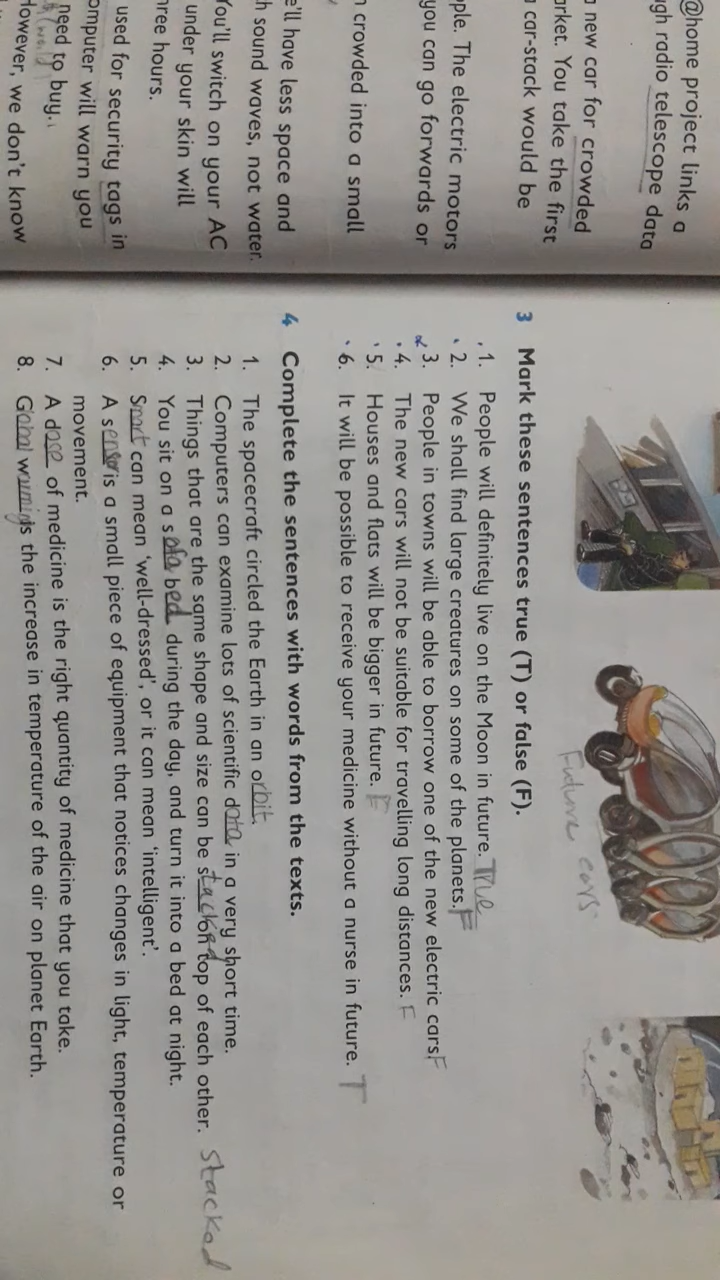 @home project links a
gh radio telescope data
new car for crowded
arket. You take the first
car-stack would be
ple. The electric motors
you can go forwards or
crowded into a small
e'll have less space and
h sound waves, not water.
You'll switch on your AC
under your skin will
hree hours.
used for security tags in
omputer will warn you
need to buy.
However, we don't know
Future cars
3 Mark these sentences true (T) or false (F).
1. People will definitely live on the Moon in future. True
2. We shall find large creatures on some of the planets. F
3. People in towns will be able to borrow one of the new electric cars. F
4. The new cars will not be suitable for travelling long distances. F
5. Houses and flats will be bigger in future. F
6. It will be possible to receive your medicine without a nurse in future. T
4 Complete the sentences with words from the texts.
1. The spacecraft circled the Earth in an orbit.
2. Computers can examine lots of scientific data in a very short time.
3. Things that are the same shape and size can be stacked on top of each other. Stacked
4. You sit on a sofa bed during the day, and turn it into a bed at night.
5. Smart can mean 'well-dressed', or it can mean 'intelligent'.
6. A is a small piece of equipment that notices changes in light, temperature or
movement.
7. A dose of medicine is the right quantity of medicine that you take.
8. Global is the increase in temperature of the air on planet Earth.